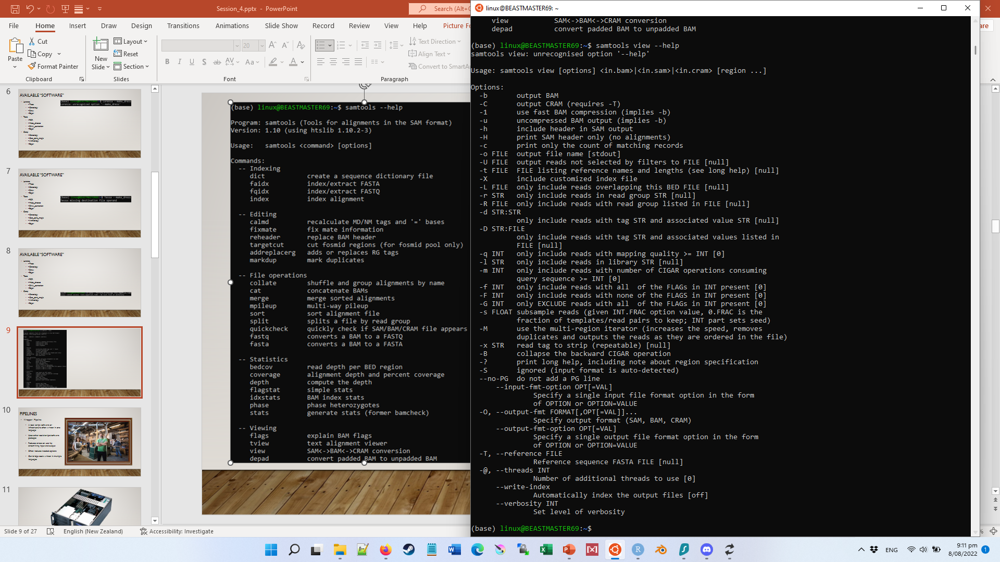 Session_4.pptx - PowerPoint
Search (Alt+
linux@BEASTMASTER69: ~
File Home Insert Draw Design Transitions Animations Slide Show Record Review View Help Picture Fo
are
Paste
Cut
Copy
Format Painter
Clipboard
New Slide
Layout
Reset
Section
Slides
20
Font
Text Direction
Align Text
Convert to SmartA
Paragraph
6
AVAILABLE "SOFTWARE"
(base) linux@BEASTMASTER69:~$ Lorenza --make_dress
Lorenza: unrecognized option '--make_dress'
7
AVAILABLE "SOFTWARE"
(base) linux@BEASTMASTER69:~$ Tessa --make_dress
Tessa: missing destination file operand
8
AVAILABLE "SOFTWARE"
9
10
PIPELINES
Wrapper / Pipeline
11
(base) linux@BEASTMASTER69:~$ samtools --help
Program: samtools (Tools for alignments in the SAM format)
Version: 1.10 (using htslib 1.10.2-3)
Usage: samtools <command> [options]
Commands:
-- Indexing
dict create a sequence dictionary file
faidx index/extract FASTA
fqidx index/extract FASTQ
index index alignment
-- Editing
calmd recalculate MD/NM tags and '=' bases
fixmate fix mate information
reheader replace BAM header
targetcut cut fosmid regions (for fosmid pool only)
addreplacerg adds or replaces RG tags
markdup mark duplicates
-- File operations
collate shuffle and group alignments by name
cat concatenate BAMs
merge merge sorted alignments
mpileup multi-way pileup
sort sort alignment file
split splits a file by read group
quickcheck quickly check if SAM/BAM/CRAM file appears
fastq converts a BAM to a FASTQ
fasta converts a BAM to a FASTA
-- Statistics
bedcov read depth per BED region
coverage alignment depth and percent coverage
depth compute the depth
flagstat simple stats
idxstats BAM index stats
phase phase heterozygotes
stats generate stats (former bamcheck)
-- Viewing
flags explain BAM flags
tview text alignment viewer
view SAM<->BAM<->CRAM conversion
depad convert padded BAM to unpadded BAM
view SAM<->BAM<->CRAM conversion
depad convert padded BAM to unpadded BAM
(base) linux@BEASTMASTER69:~$ samtools view --help
samtools view: unrecognised option '--help'
Usage: samtools view [options] <in.bam>|<in.sam>|<in.cram> [region ...]
Options:
-b output BAM
-C output CRAM (requires -T)
-1 use fast BAM compression (implies -b)
-u uncompressed BAM output (implies -b)
-h include header in SAM output
-H print SAM header only (no alignments)
-c print only the count of matching records
-o FILE output file name [stdout]
-U FILE output reads not selected by filters to FILE [null]
-t FILE FILE listing reference names and lengths (see long help) [null]
-X include customized index file
-L FILE only include reads overlapping this BED FILE [null]
-r STR only include reads in read group STR [null]
-R FILE only include reads with read group listed in FILE [null]
-d STR:STR
only include reads with tag STR and associated value STR [null]
-D STR:FILE
only include reads with tag STR and associated values listed in
FILE [null]
-q INT only include reads with mapping quality >= INT [0]
-l STR only include reads in library STR [null]
-m INT only include reads with number of CIGAR operations consuming
query sequence >= INT [0]
-f INT only include reads with all of the FLAGs in INT present [0]
-F INT only include reads with none of the FLAGS in INT present [0]
-G INT only EXCLUDE reads with all of the FLAGs in INT present [0]
-s FLOAT subsample reads (given INT.FRAC option value, 0.FRAC is the
fraction of templates/read pairs to keep; INT part sets seed)
-M use the multi-region iterator (increases the speed, removes
duplicates and outputs the reads as they are ordered in the file)
-x STR read tag to strip (repeatable) [null]
-B collapse the backward CIGAR operation
-? print long help, including note about region specification
-S ignored (input format is auto-detected)
--no-PG do not add a PG line
--input-fmt-option OPT[=VAL]
Specify a single input file format option in the form
of OPTION or OPTION=VALUE
-O, --output-fmt FORMAT[,OPT[=VAL]]...
Specify output format (SAM, BAM, CRAM)
--output-fmt-option OPT[=VAL]
Specify a single output file format option in the form
of OPTION or OPTION=VALUE
-T, --reference FILE
Reference sequence FASTA FILE [null]
-@, --threads INT
Number of additional threads to use [0]
--write-index
Automatically index the output files [off]
--verbosity INT
Set level of verbosity
(base) linux@BEASTMASTER69:~$
Slide 9 of 27
English (New Zealand)
Accessibility: Investigate
%
ENG
9:11 pm
8/08/2022
1